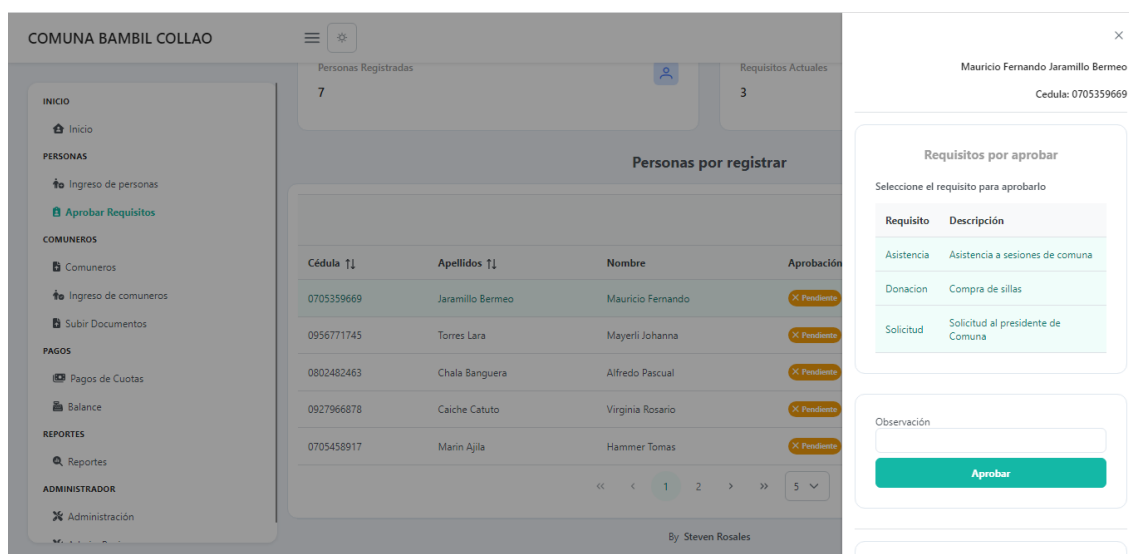 COMUNA BAMBIL COLLAO
INICIO
Inicio
PERSONAS
Ingreso de personas
Aprobar Requisitos
COMUNEROS
Comuneros
Ingreso de comuneros
Subir Documentos
PAGOS
Pagos de Cuotas
Balance
REPORTES
Reportes
ADMINISTRADOR
Administración
Personas Registradas
7
Requisitos Actuales
3
Personas por registrar
Cédula Apellidos Nombre Aprobación
0705359669 Jaramillo Bermeo Mauricio Fernando Pendiente
0956771745 Torres Lara Mayerli Johanna Pendiente
0802482463 Chala Banguera Alfredo Pascual Pendiente
0927966878 Caiche Catuto Virginia Rosario Pendiente
0705458917 Marin Ajila Hammer Tomas Pendiente
<< < 1 2 > >> 5
By Steven Rosales
Mauricio Fernando Jaramillo Bermeo
Cedula: 0705359669
Requisitos por aprobar
Seleccione el requisito para aprobarlo
Requisito Descripción
Asistencia Asistencia a sesiones de comuna
Donacion Compra de sillas
Solicitud Solicitud al presidente de
Comuna
Observación
Aprobar